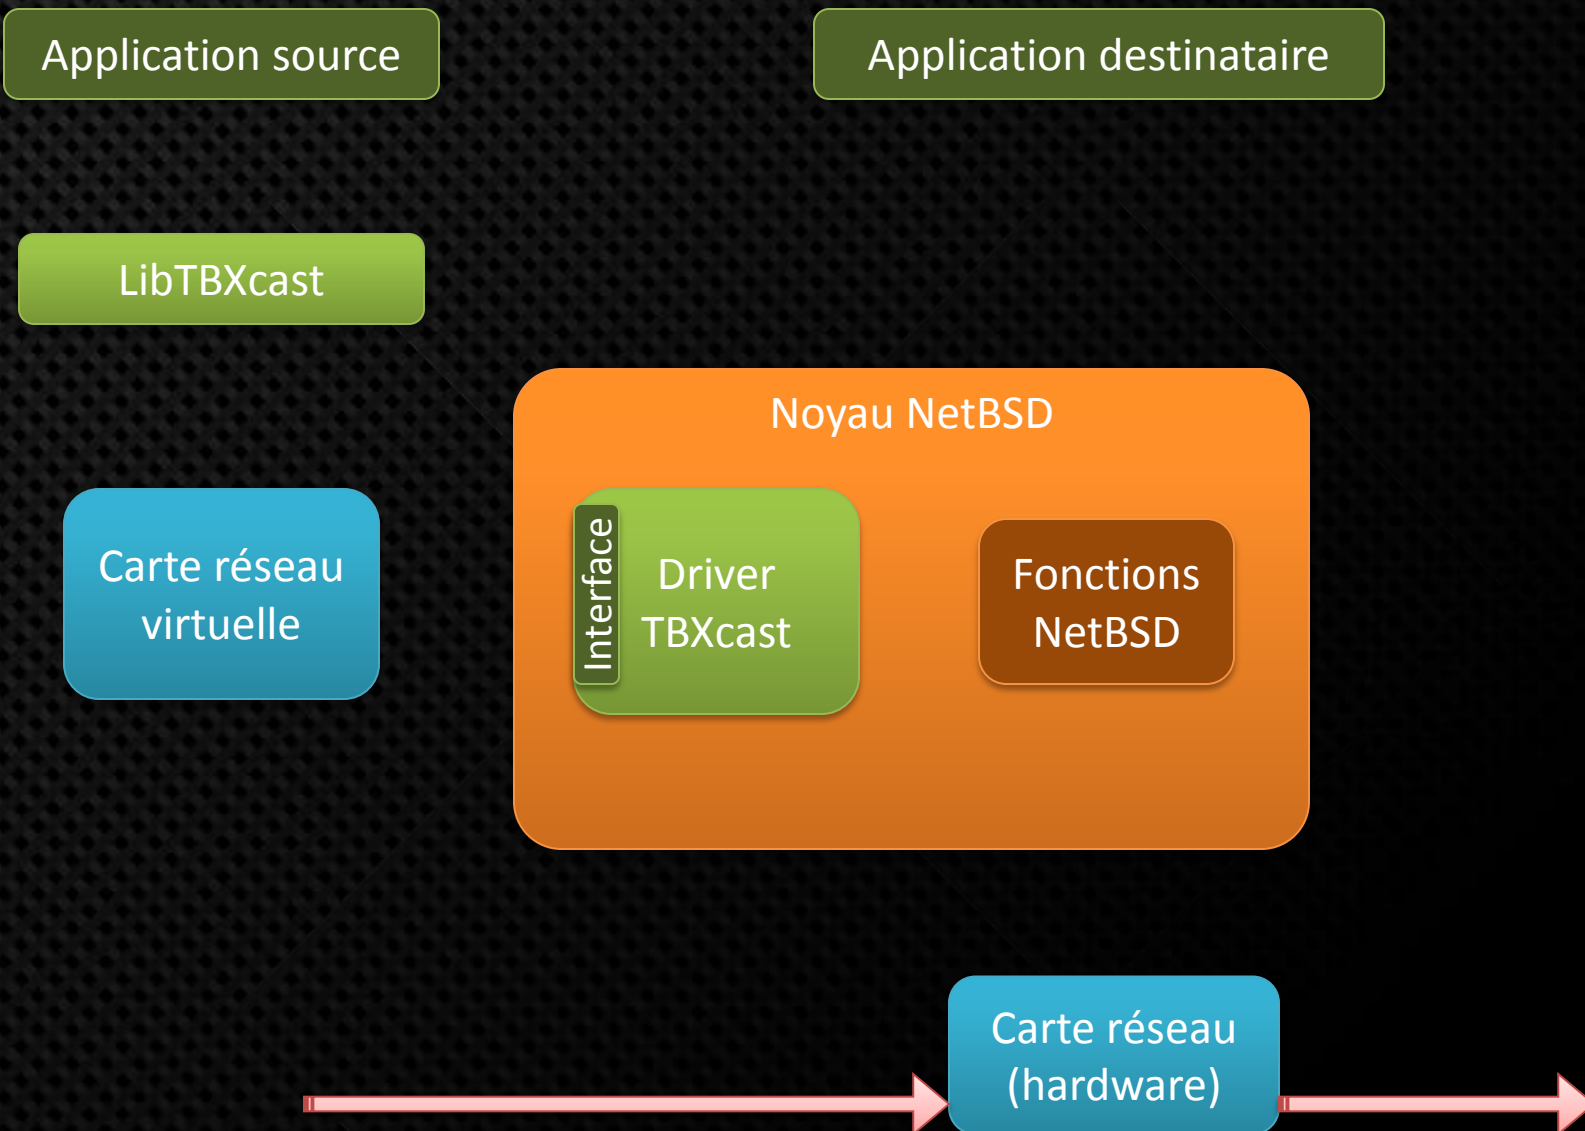 Application source
Application destinataire
LibTBXcast
Noyau NetBSD
Carte réseau
virtuelle
Interface
Driver
TBXcast
Fonctions
NetBSD
Carte réseau
(hardware)